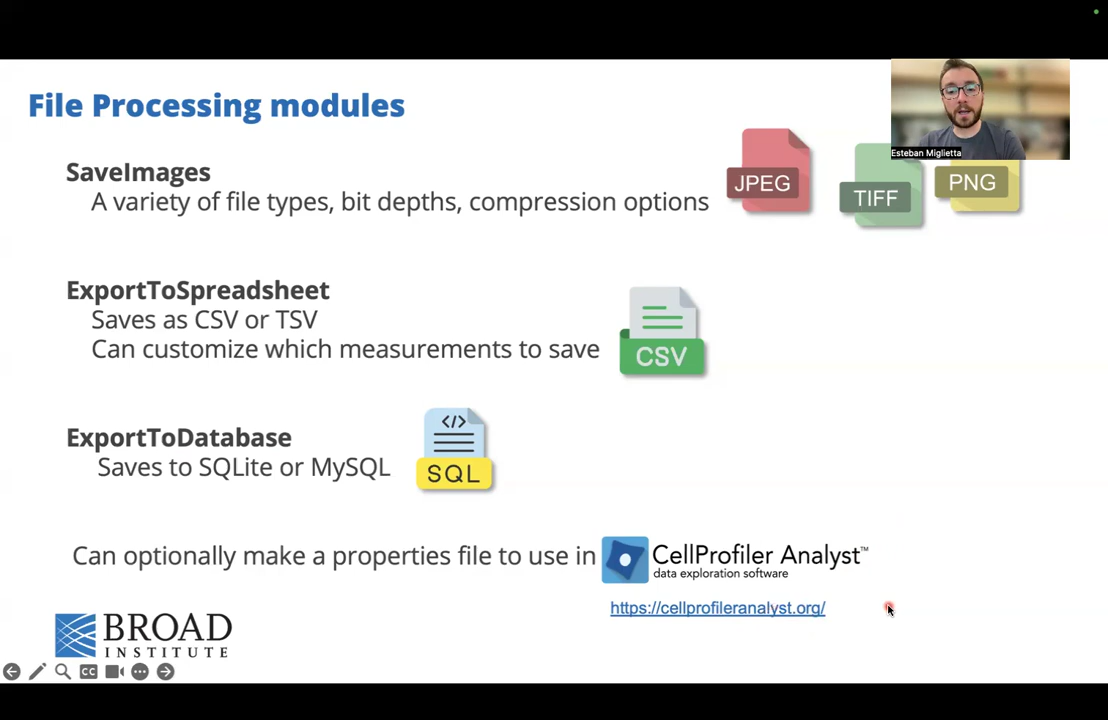 File Processing modules
Esteban Miglietta
SaveImages
A variety of file types, bit depths, compression options
JPEG
TIFF
PNG
ExportToSpreadsheet
Saves as CSV or TSV
Can customize which measurements to save
CSV
ExportToDatabase
Saves to SQLite or MySQL
</>
SQL
Can optionally make a properties file to use in
CellProfiler Analyst™
data exploration software
https://cellprofileranalyst.org/
BROAD
INSTITUTE
CC